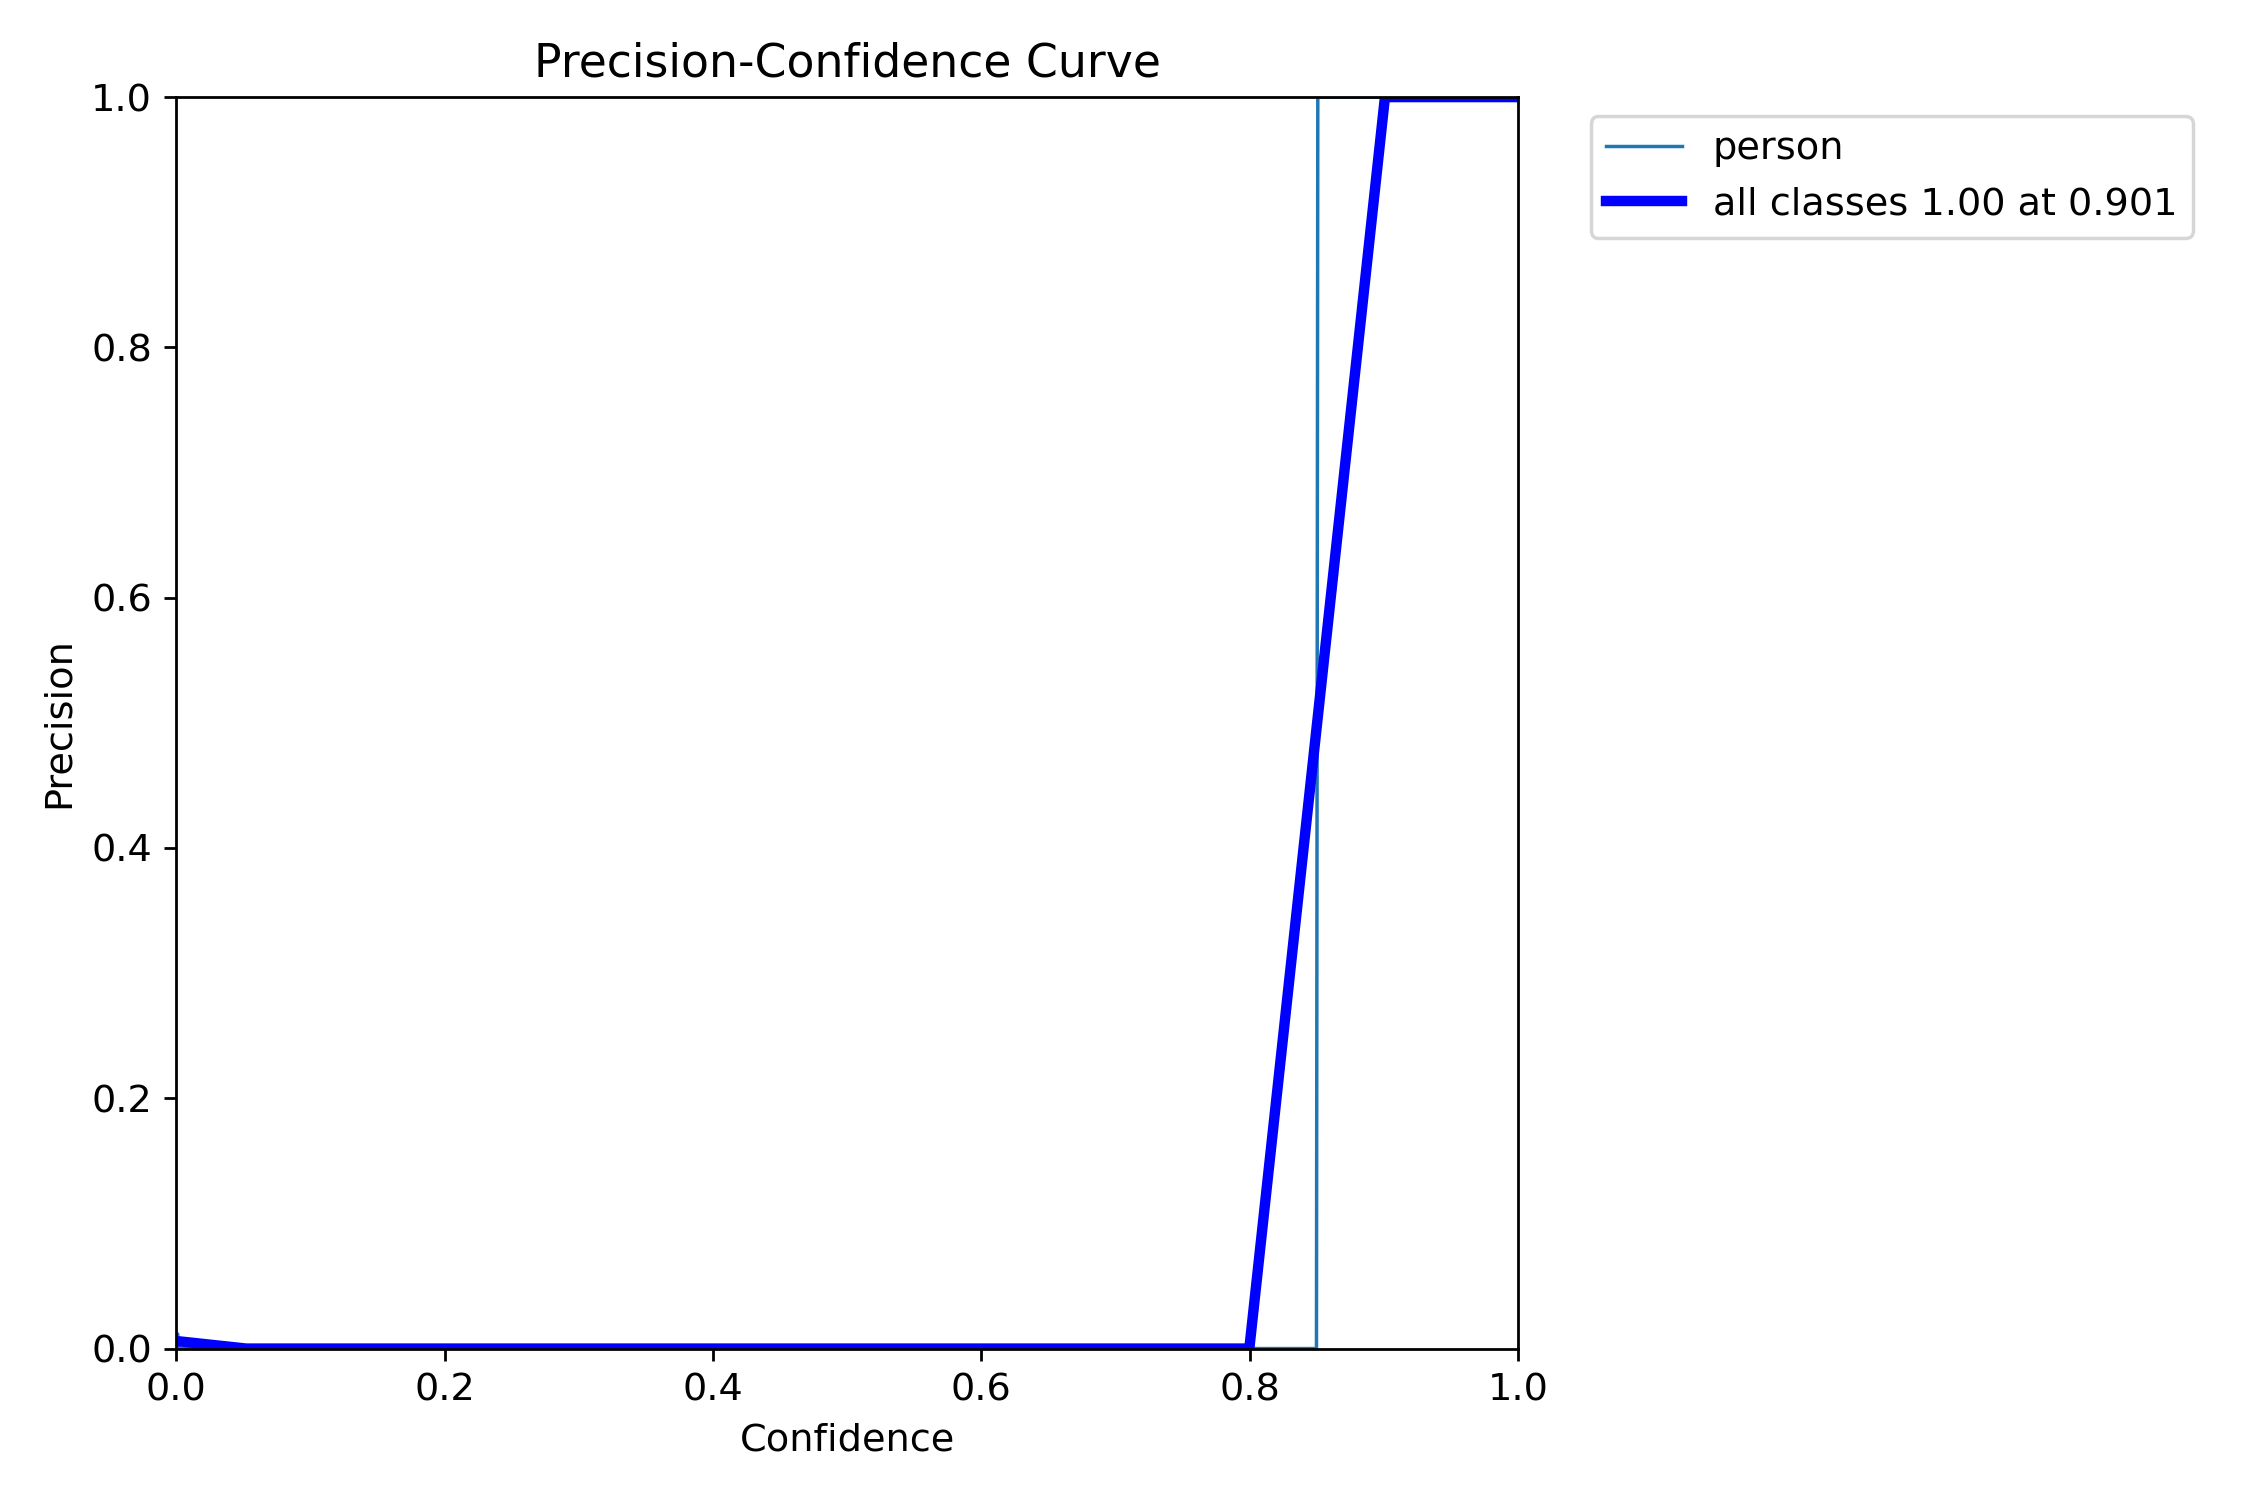 Precision-Confidence Curve
1.0
0.8
0.6
0.4
0.2
0.0
Precision
0.0 0.2 0.4 0.6 0.8 1.0
Confidence
person
all classes 1.00 at 0.901